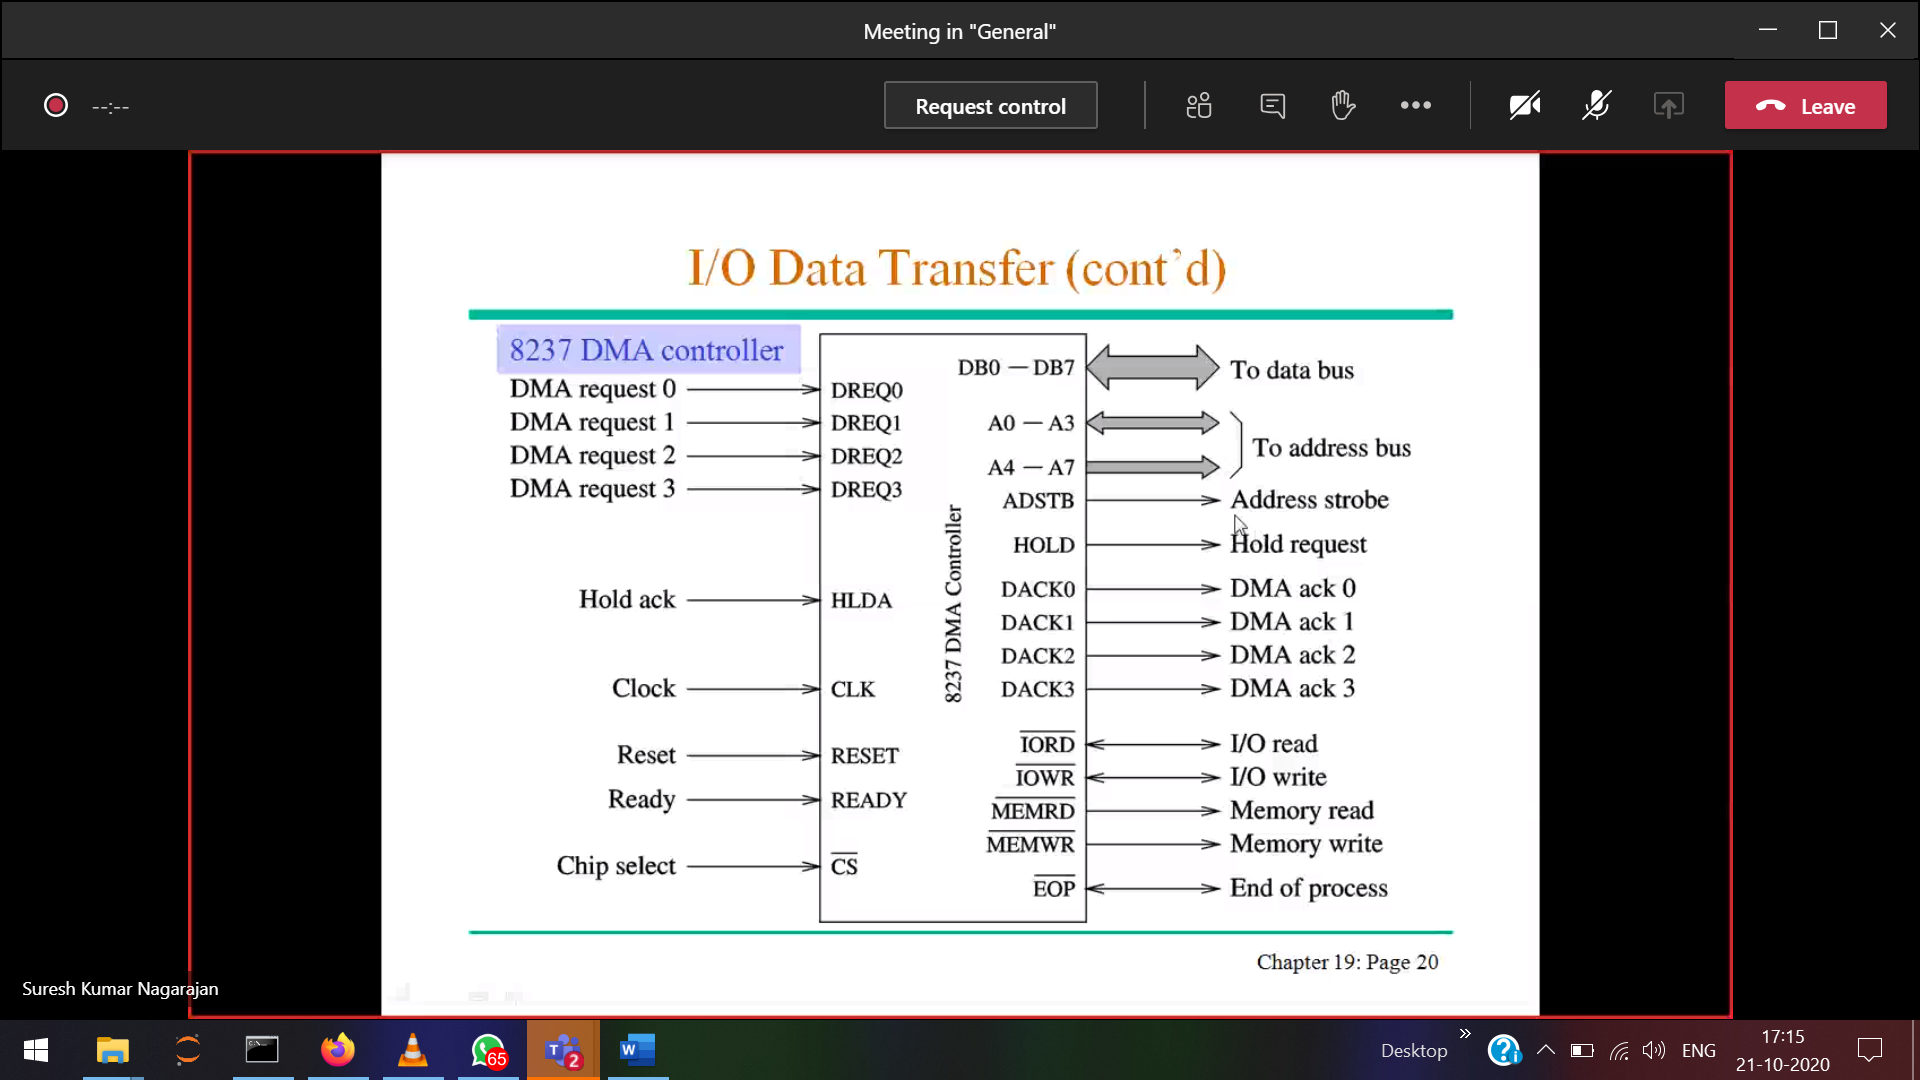 Meeting in "General"
--:--
Request control
Leave
I/O Data Transfer (cont'd)
8237 DMA controller
DMA request 0
DMA request 1
DMA request 2
DMA request 3
Hold ack
Clock
Reset
Ready
Chip select
DREQ0
DREQ1
DREQ2
DREQ3
HLDA
CLK
RESET
READY
CS
8237 DMA Controller
DB0 — DB7
A0 — A3
A4 — A7
ADSTB
HOLD
DACK0
DACK1
DACK2
DACK3
IORD
IOWR
MEMRD
MEMWR
EOP
To data bus
To address bus
Address strobe
Hold request
DMA ack 0
DMA ack 1
DMA ack 2
DMA ack 3
I/O read
I/O write
Memory read
Memory write
End of process
Chapter 19: Page 20
Suresh Kumar Nagarajan
65
2
Desktop
ENG
17:15
21-10-2020